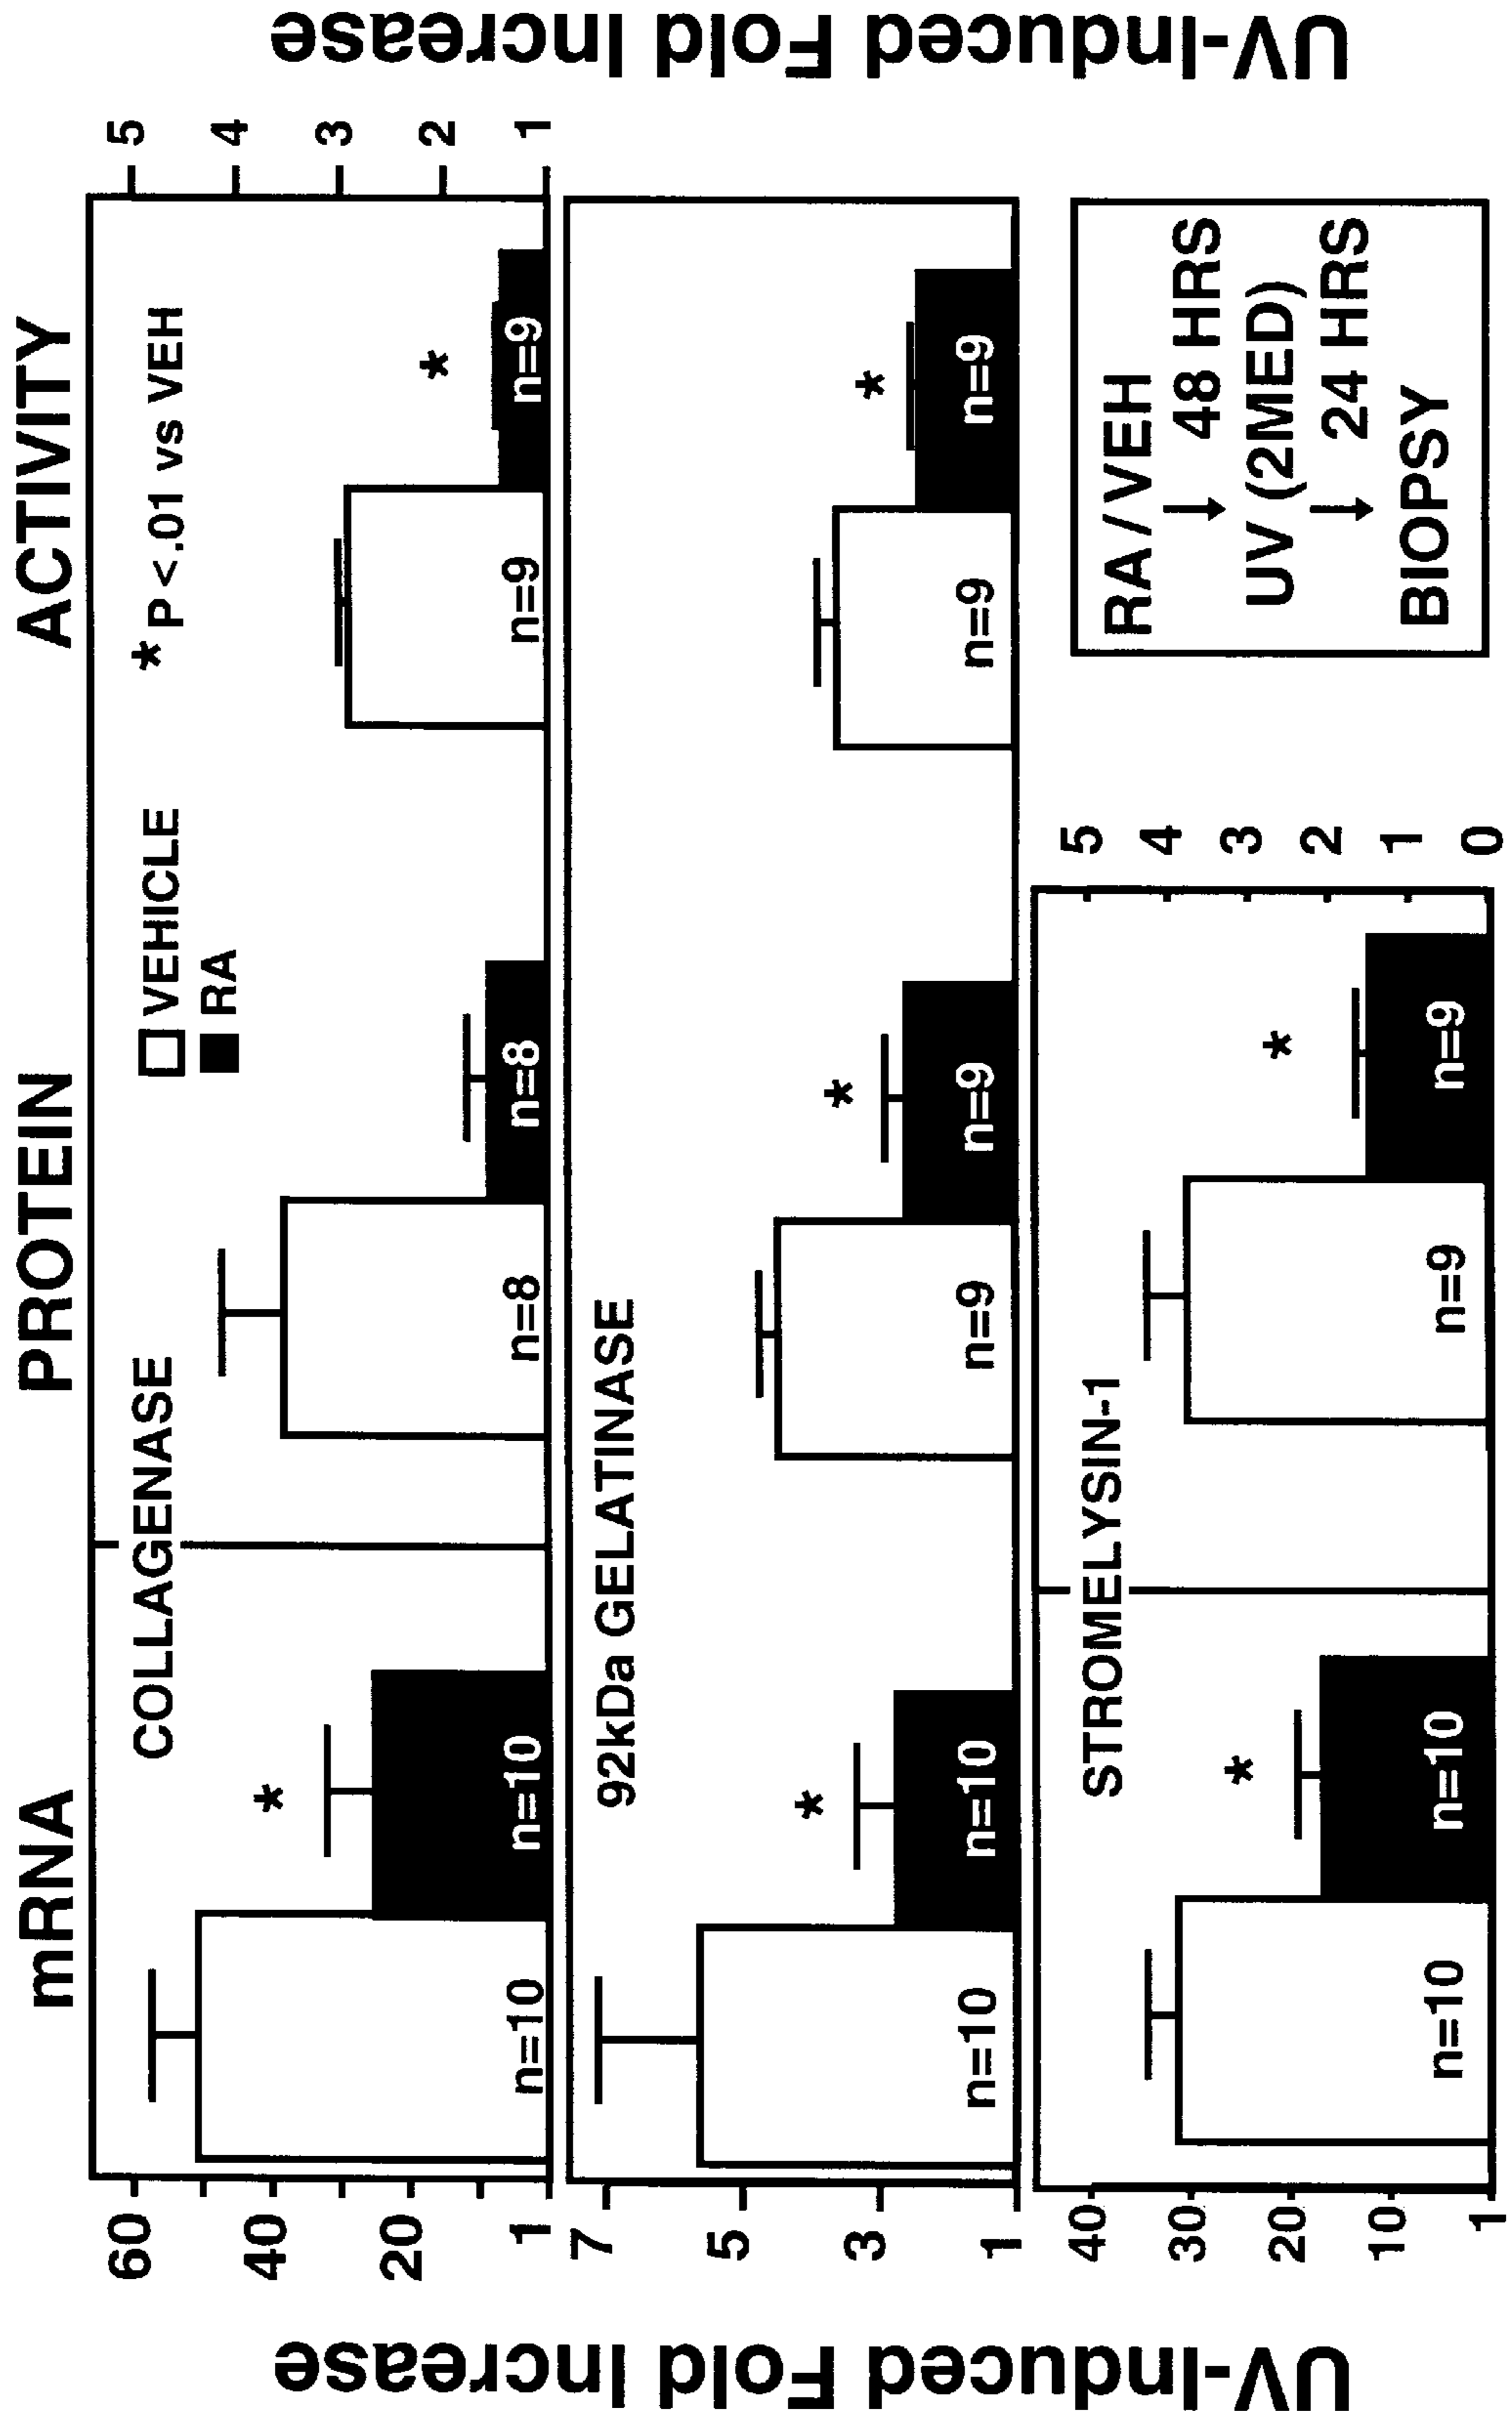 mRNA
PROTEIN
ACTIVITY
UV-Induced Fold Increase
60
40
20
1
COLLAGENASE
VEHICLE
RA
*P <.01 vs VEH
*
*
n=10
n=10
n=8
n=8
n=9
n=9
5
4
3
2
1
UV-Induced Fold Increase
7
5
3
1
92kDa GELATINASE
*
*
*
n=10
n=10
n=9
n=9
n=9
n=9
40
30
20
10
1
STROMELYSIN-1
*
*
n=10
n=10
n=9
n=9
5
4
3
2
1
0
RA/VEH
↓ 48 HRS
UV (2MED)
↓ 24 HRS
BIOPSY